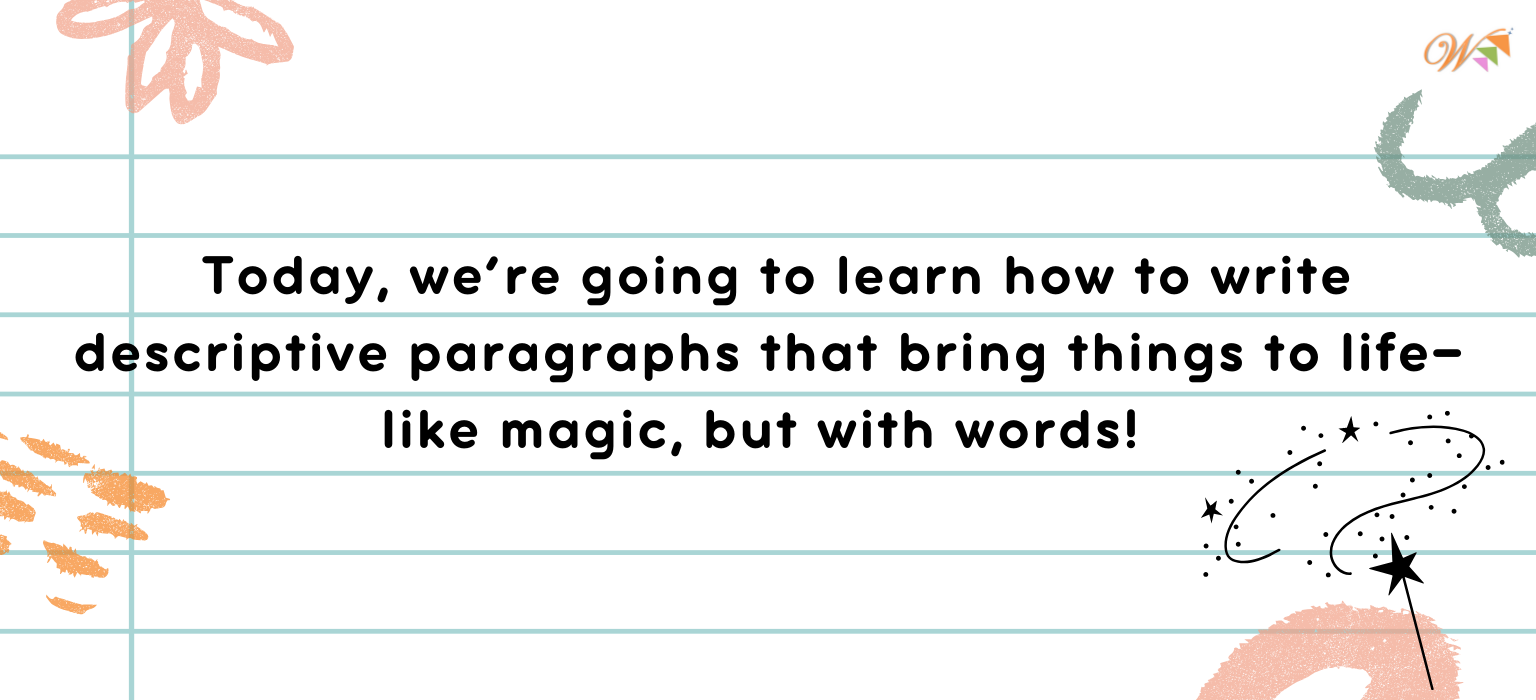 W
Today, we’re going to learn how to write
descriptive paragraphs that bring things to life–
like magic, but with words!